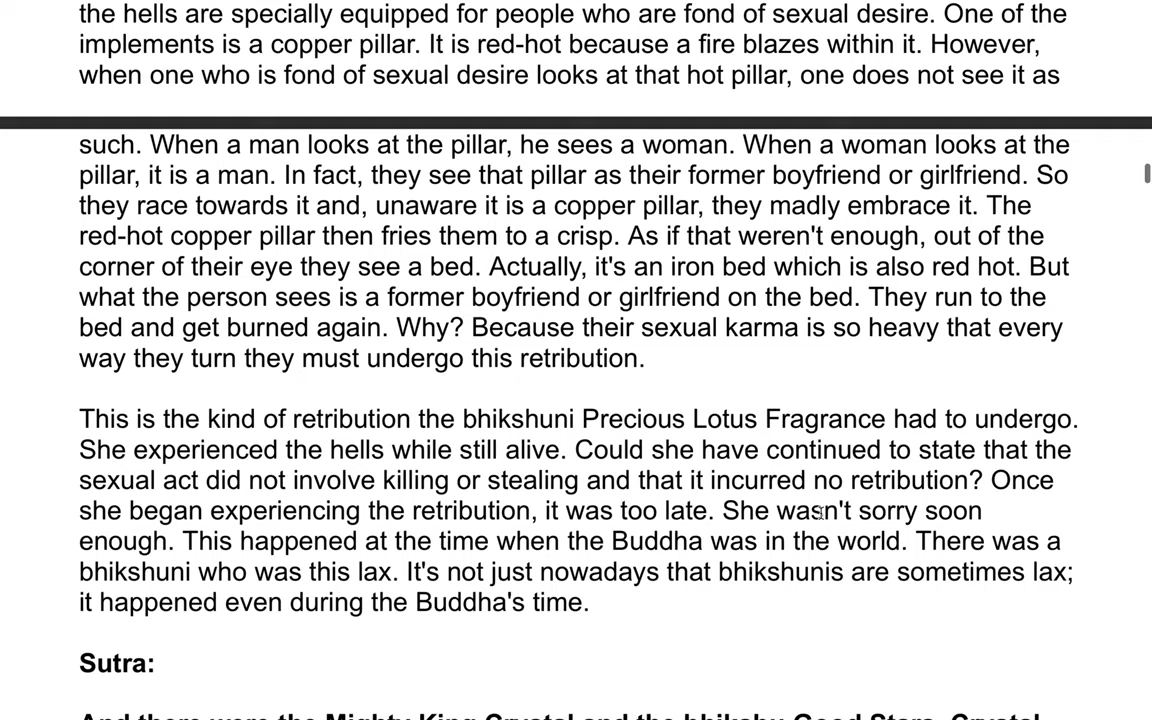 the hells are specially equipped for people who are fond of sexual desire. One of the
implements is a copper pillar. It is red-hot because a fire blazes within it. However,
when one who is fond of sexual desire looks at that hot pillar, one does not see it as
such. When a man looks at the pillar, he sees a woman. When a woman looks at the
pillar, it is a man. In fact, they see that pillar as their former boyfriend or girlfriend. So
they race towards it and, unaware it is a copper pillar, they madly embrace it. The
red-hot copper pillar then fries them to a crisp. As if that weren't enough, out of the
corner of their eye they see a bed. Actually, it's an iron bed which is also red hot. But
what the person sees is a former boyfriend or girlfriend on the bed. They run to the
bed and get burned again. Why? Because their sexual karma is so heavy that every
way they turn they must undergo this retribution.
This is the kind of retribution the bhikshuni Precious Lotus Fragrance had to undergo.
She experienced the hells while still alive. Could she have continued to state that the
sexual act did not involve killing or stealing and that it incurred no retribution? Once
she began experiencing the retribution, it was too late. She wasn't sorry soon
enough. This happened at the time when the Buddha was in the world. There was a
bhikshuni who was this lax. It's not just nowadays that bhikshunis are sometimes lax;
it happened even during the Buddha's time.
Sutra:
And there were the Mighty King Crystal and the bhikshu Good Stars. Crystal